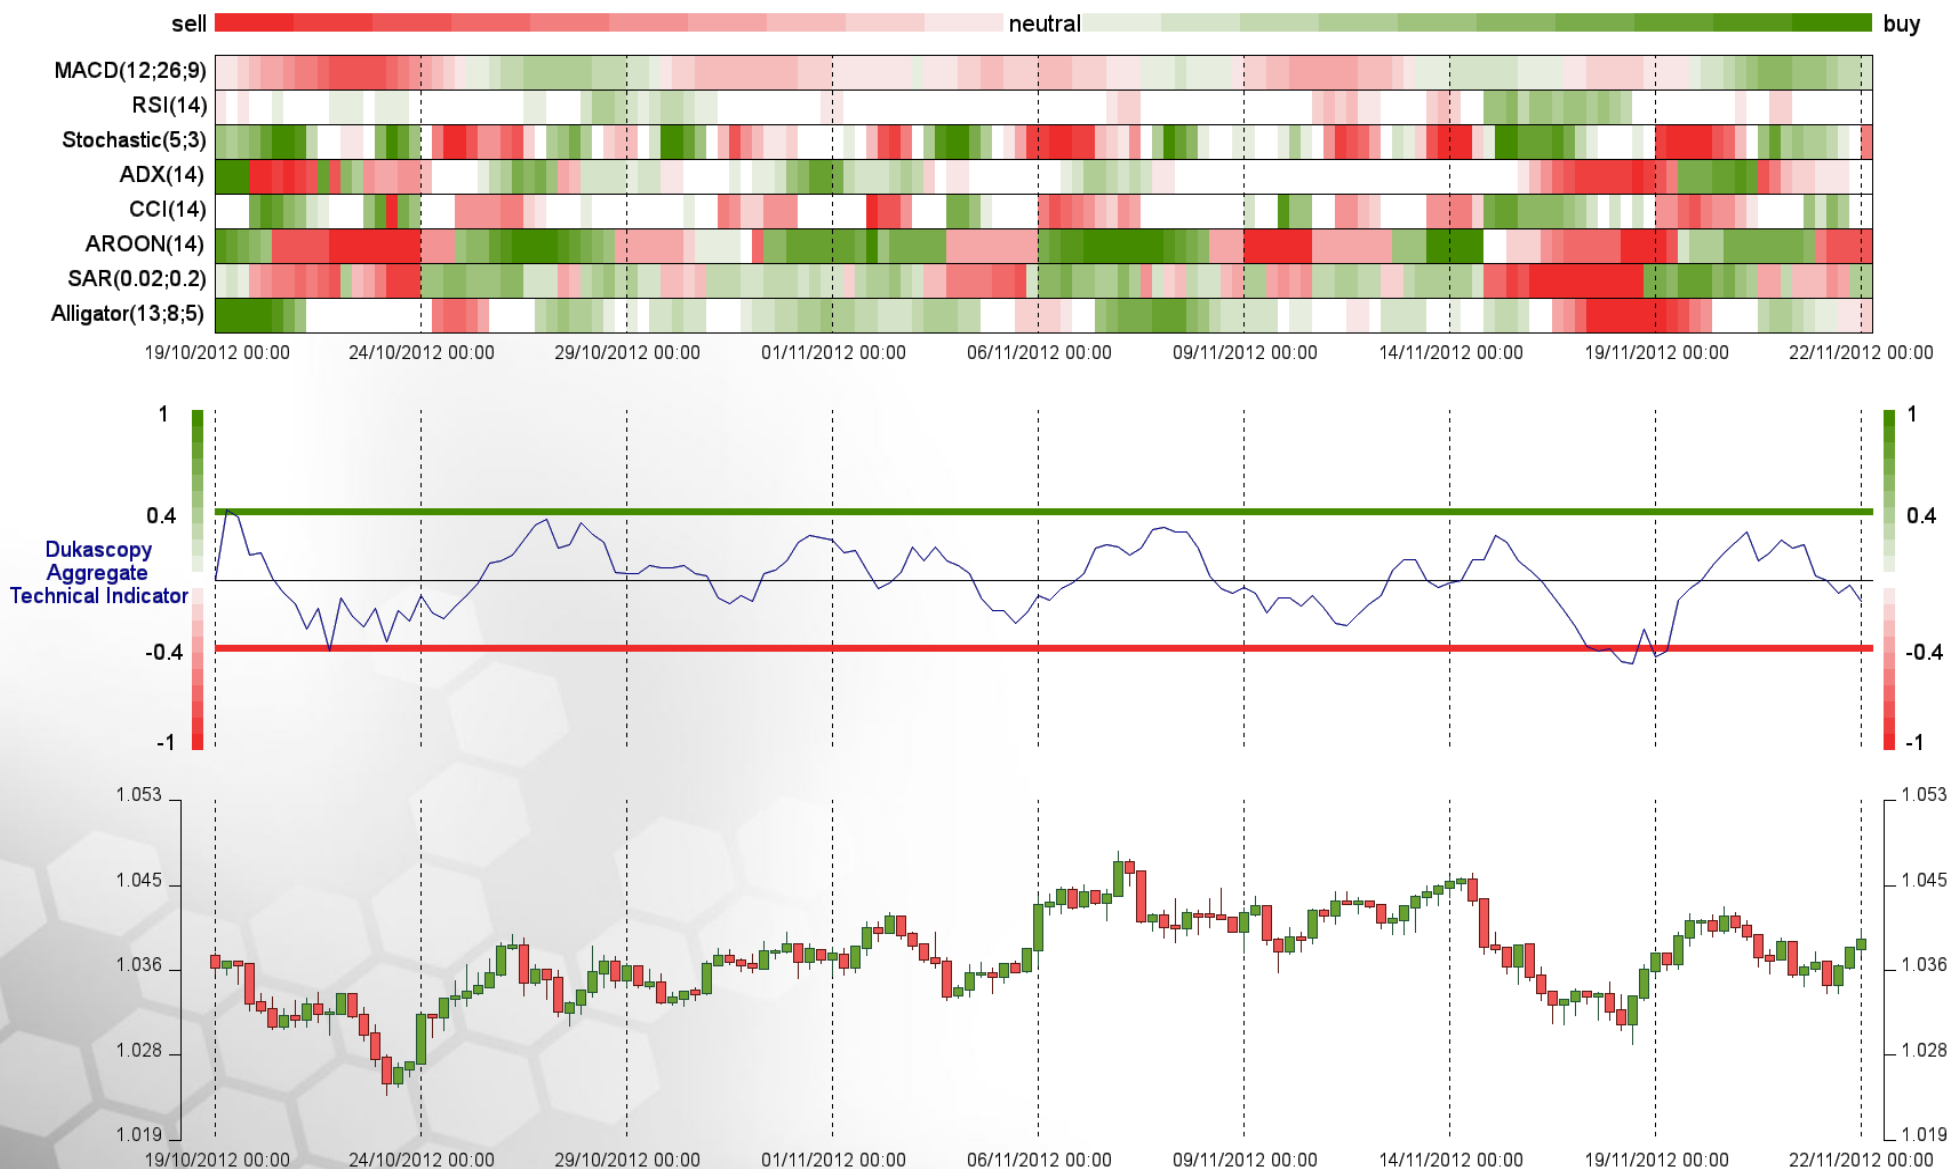 sell neutral buy
MACD(12;26;9)
RSI(14)
Stochastic(5;3)
ADX(14)
CCI(14)
AROON(14)
SAR(0.02;0.2)
Alligator(13;8;5)
19/10/2012 00:00 24/10/2012 00:00 29/10/2012 00:00 01/11/2012 00:00 06/11/2012 00:00 09/11/2012 00:00 14/11/2012 00:00 19/11/2012 00:00 22/11/2012 00:00
1 1
0.4 0.4
Dukascopy
Aggregate
Technical Indicator
-0.4 -0.4
-1 -1
1.053 1.053
1.045 1.045
1.036 1.036
1.028 1.028
1.019 1.019
19/10/2012 00:00 24/10/2012 00:00 29/10/2012 00:00 01/11/2012 00:00 06/11/2012 00:00 09/11/2012 00:00 14/11/2012 00:00 19/11/2012 00:00 22/11/2012 00:00